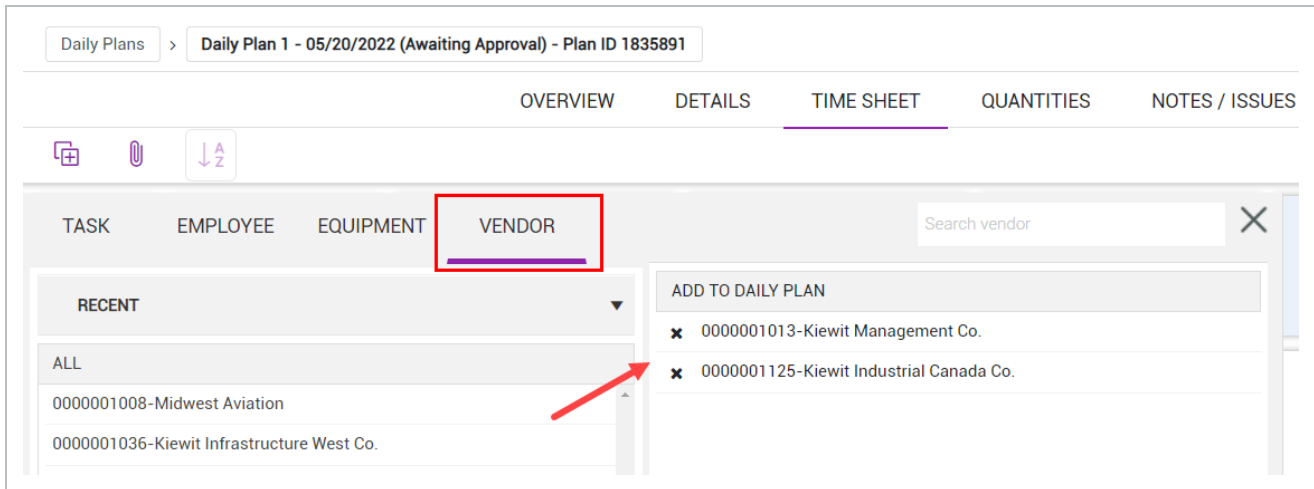 Daily Plans > Daily Plan 1 - 05/20/2022 (Awaiting Approval) - Plan ID 1835891
OVERVIEW DETAILS TIME SHEET QUANTITIES NOTES / ISSUES
A
Z
TASK EMPLOYEE EQUIPMENT VENDOR Search vendor
RECENT
ALL
0000001008-Midwest Aviation
0000001036-Kiewit Infrastructure West Co.
ADD TO DAILY PLAN
0000001013-Kiewit Management Co.
0000001125-Kiewit Industrial Canada Co.